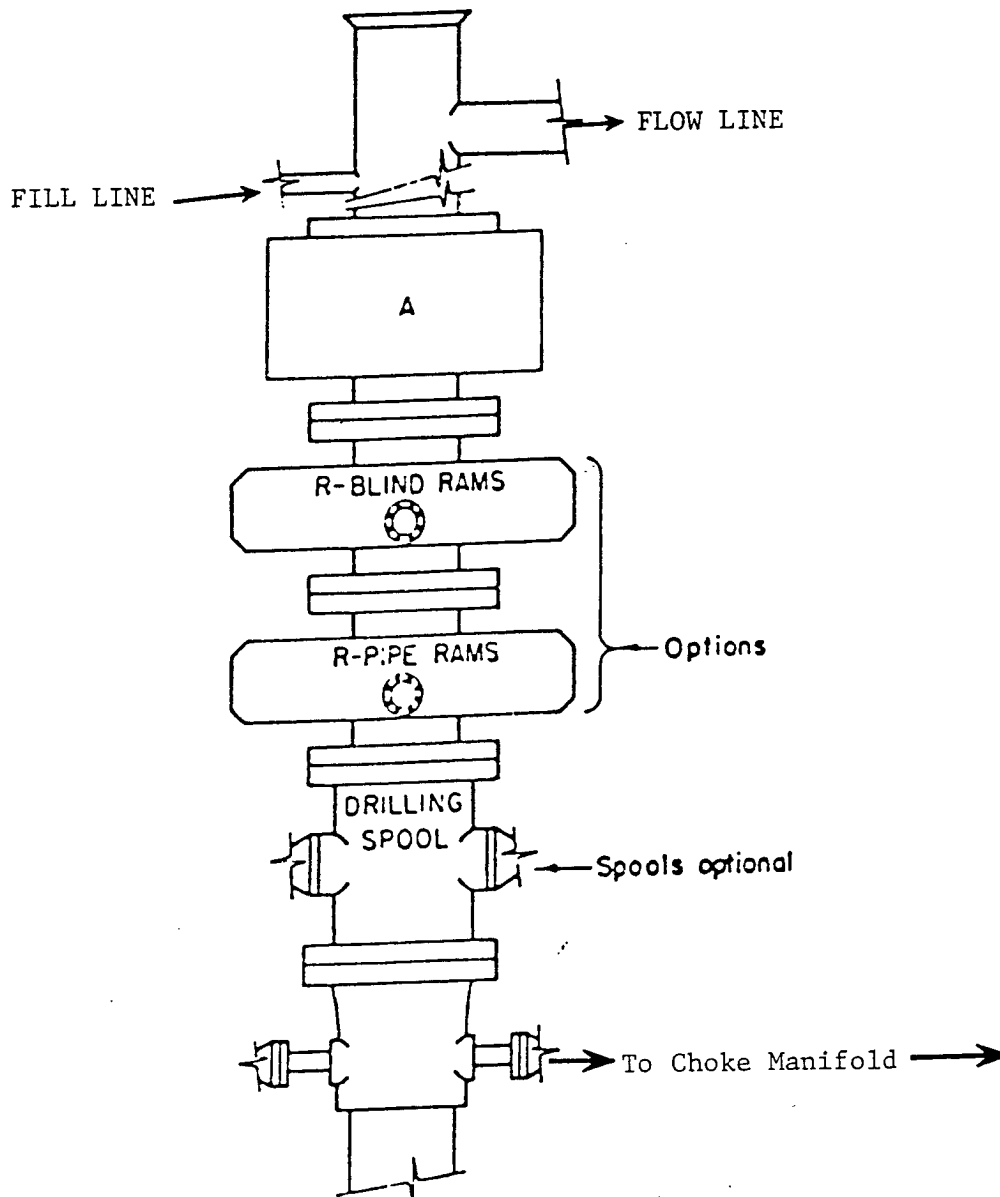 FLOW LINE
FILL LINE
A
R-BLIND RAMS
R-PIPE RAMS
Options
DRILLING
SPOOL
Spools optional
To Choke Manifold